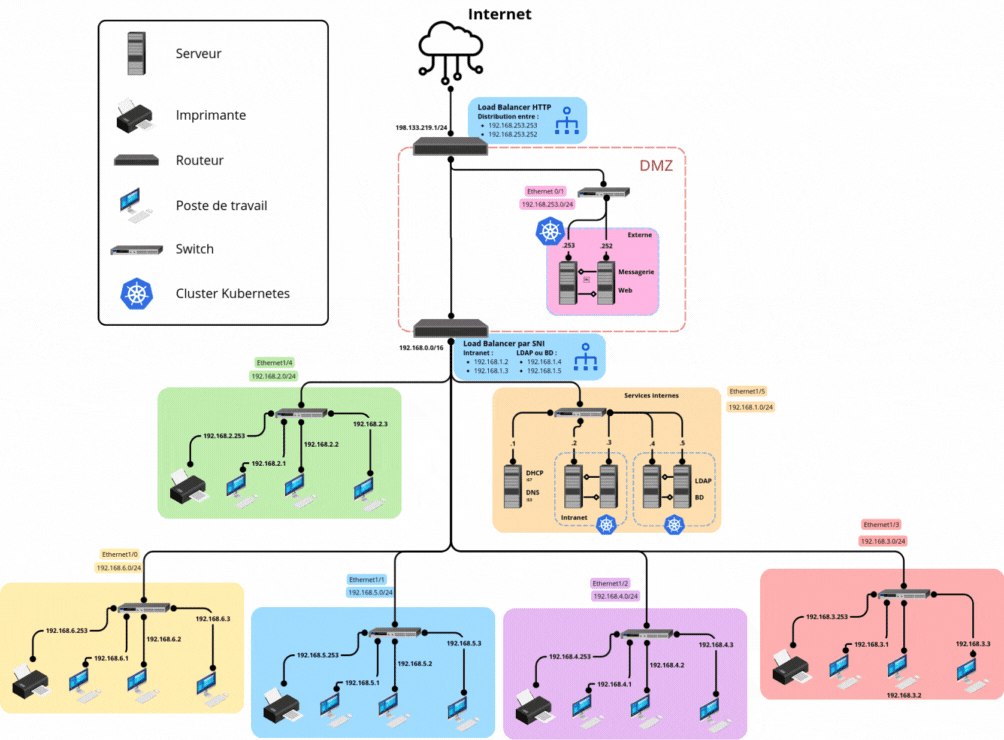 Internet
Serveur
Imprimante
Routeur
Poste de travail
Switch
Cluster Kubernetes
Load Balancer HTTP
Distribution entre :
192.168.253.253
192.168.253.252
198.133.219.1/24
DMZ
Ethernet 0/1
192.168.253.0/24
Externe
.253
.252
Messagerie
Web
192.168.0.0/16
Load Balancer par SNI
Intranet :
192.168.1.2
192.168.1.3
LDAP ou BD :
192.168.1.4
192.168.1.5
Ethernet1/4
192.168.2.0/24
192.168.2.253
192.168.2.1
192.168.2.2
192.168.2.3
Ethernet1/5
192.168.1.0/24
Services internes
.1
.2
.3
.4
.5
DHCP
67
DNS
Intranet
LDAP
BD
Ethernet1/0
192.168.6.0/24
192.168.6.253
192.168.6.1
192.168.6.2
192.168.6.3
Ethernet1/1
192.168.5.0/24
192.168.5.253
192.168.5.1
192.168.5.2
192.168.5.3
Ethernet1/2
192.168.4.0/24
192.168.4.253
192.168.4.1
192.168.4.2
192.168.4.3
Ethernet1/3
192.168.3.0/24
192.168.3.253
192.168.3.1
192.168.3.2
192.168.3.3